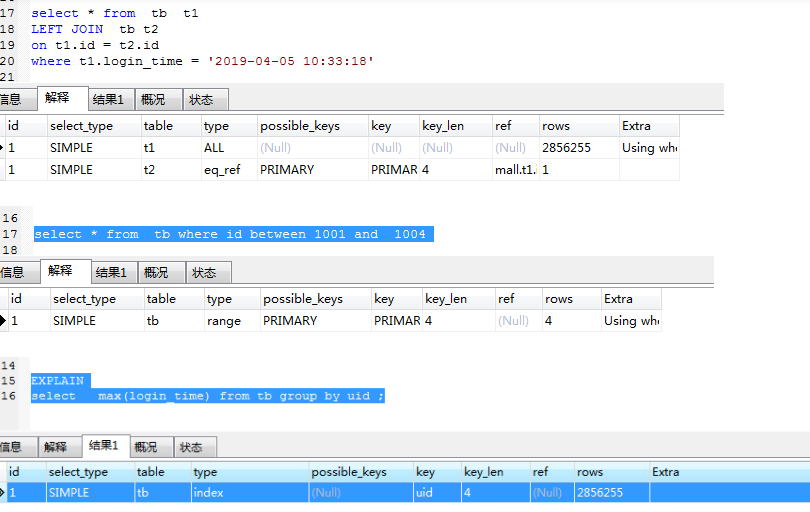 17 select * from tb t1
18 LEFT JOIN tb t2
19 on t1.id = t2.id
20 where t1.login_time = '2019-04-05 10:33:18'
21
信息 解释 结果1 概况 状态
id select_type table type possible_keys key key_len ref rows Extra
1 SIMPLE t1 ALL (Null) (Null) (Null) (Null) 2856255 Using whe
1 SIMPLE t2 eq_ref PRIMARY PRIMAR 4 mall.t1. 1
16
17 select * from tb where id between 1001 and 1004
18
信息 解释 结果1 概况 状态
id select_type table type possible_keys key key_len ref rows Extra
1 SIMPLE tb range PRIMARY PRIMAR 4 (Null) 4 Using whe
14
15 EXPLAIN
16 select max(login_time) from tb group by uid ;
信息 解释 结果1 概况 状态
id select_type table type possible_keys key key_len ref rows Extra
1 SIMPLE tb index (Null) uid 4 (Null) 2856255